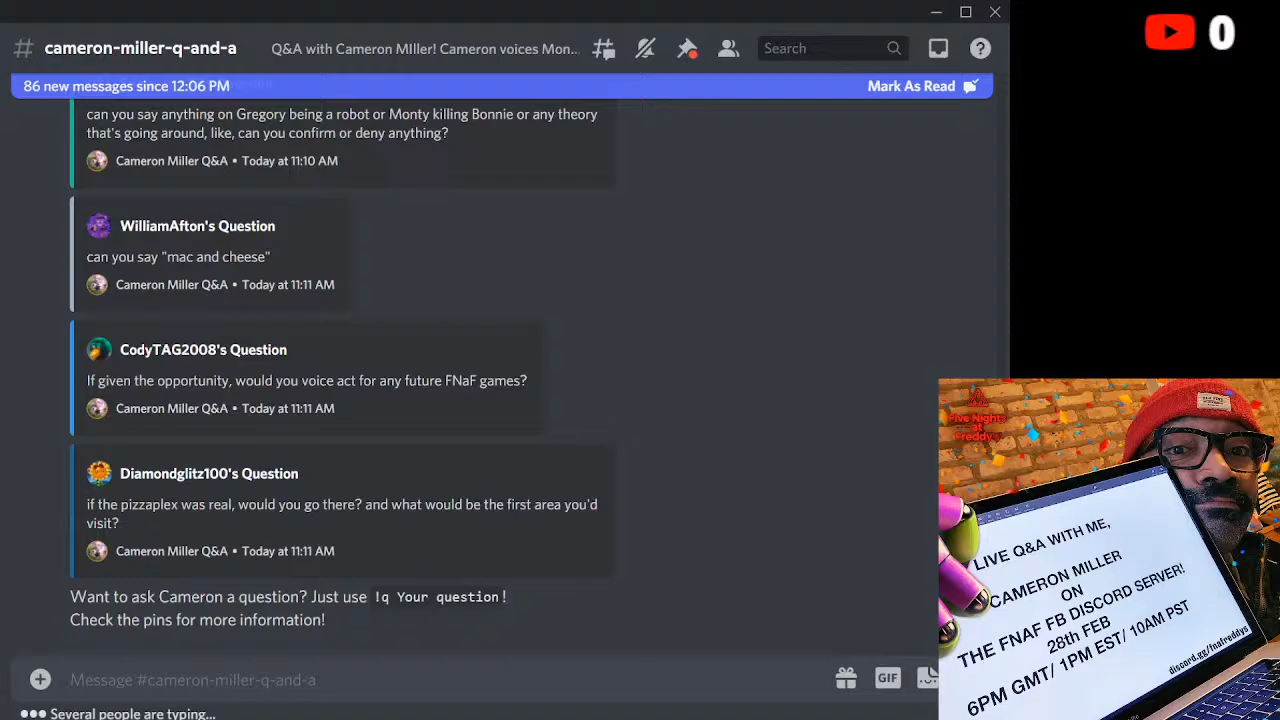 # cameron-miller-q-and-a Q&A with Cameron MIller! Cameron voices Mon... Search
0
86 new messages since 12:06 PM Mark As Read
can you say anything on Gregory being a robot or Monty killing Bonnie or any theory
that's going around, like, can you confirm or deny anything?
Cameron Miller Q&A • Today at 11:10 AM
WilliamAfton's Question
can you say "mac and cheese"
Cameron Miller Q&A • Today at 11:11 AM
CodyTAG2008's Question
If given the opportunity, would you voice act for any future FNaF games?
Cameron Miller Q&A • Today at 11:11 AM
Diamondglitz100's Question
if the pizzaplex was real, would you go there? and what would be the first area you'd
visit?
Cameron Miller Q&A • Today at 11:11 AM
Want to ask Cameron a question? Just use !q Your question!
Check the pins for more information!
Message #cameron-miller-q-and-a
GIF
Several people are typing...
Five Nights
at
Freddy's
LIVE Q&A WITH ME,
CAMERON MILLER
ON
THE FNAF FB DISCORD SERVER!
28th FEB
6PM GMT/ 1PM EST/ 10AM PST
discord.gg/fnafreddys